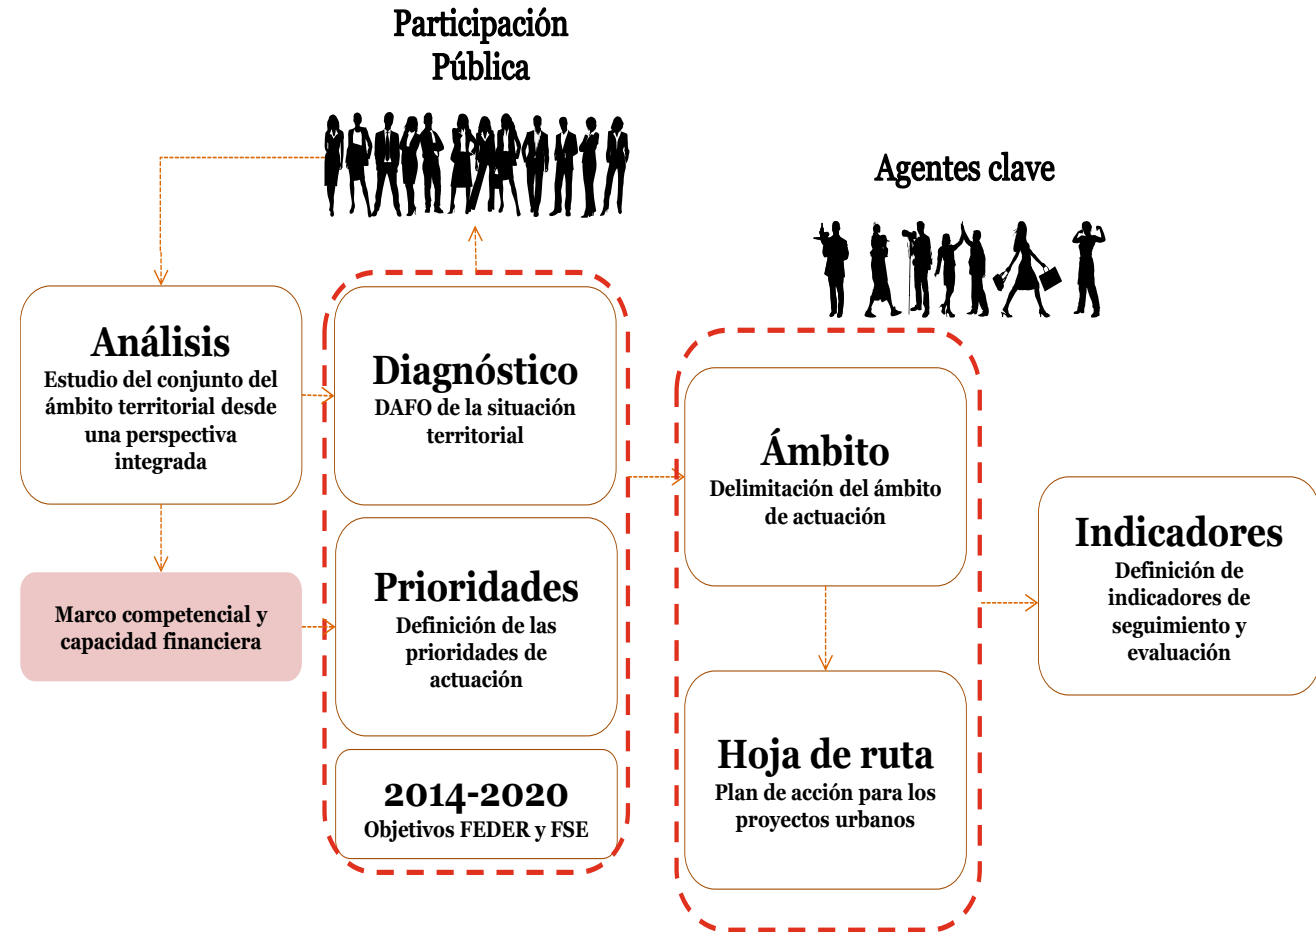 Participación
Pública
Agentes clave
Análisis
Estudio del conjunto del
ámbito territorial desde
una perspectiva
integrada
Diagnóstico
DAFO de la situación
territorial
Ámbito
Delimitación del ámbito
de actuación
Indicadores
Definición de
indicadores de
seguimiento y
evaluación
Marco competencial y
capacidad financiera
Prioridades
Definición de las
prioridades de
actuación
Hoja de ruta
Plan de acción para los
proyectos urbanos
2014-2020
Objetivos FEDER y FSE